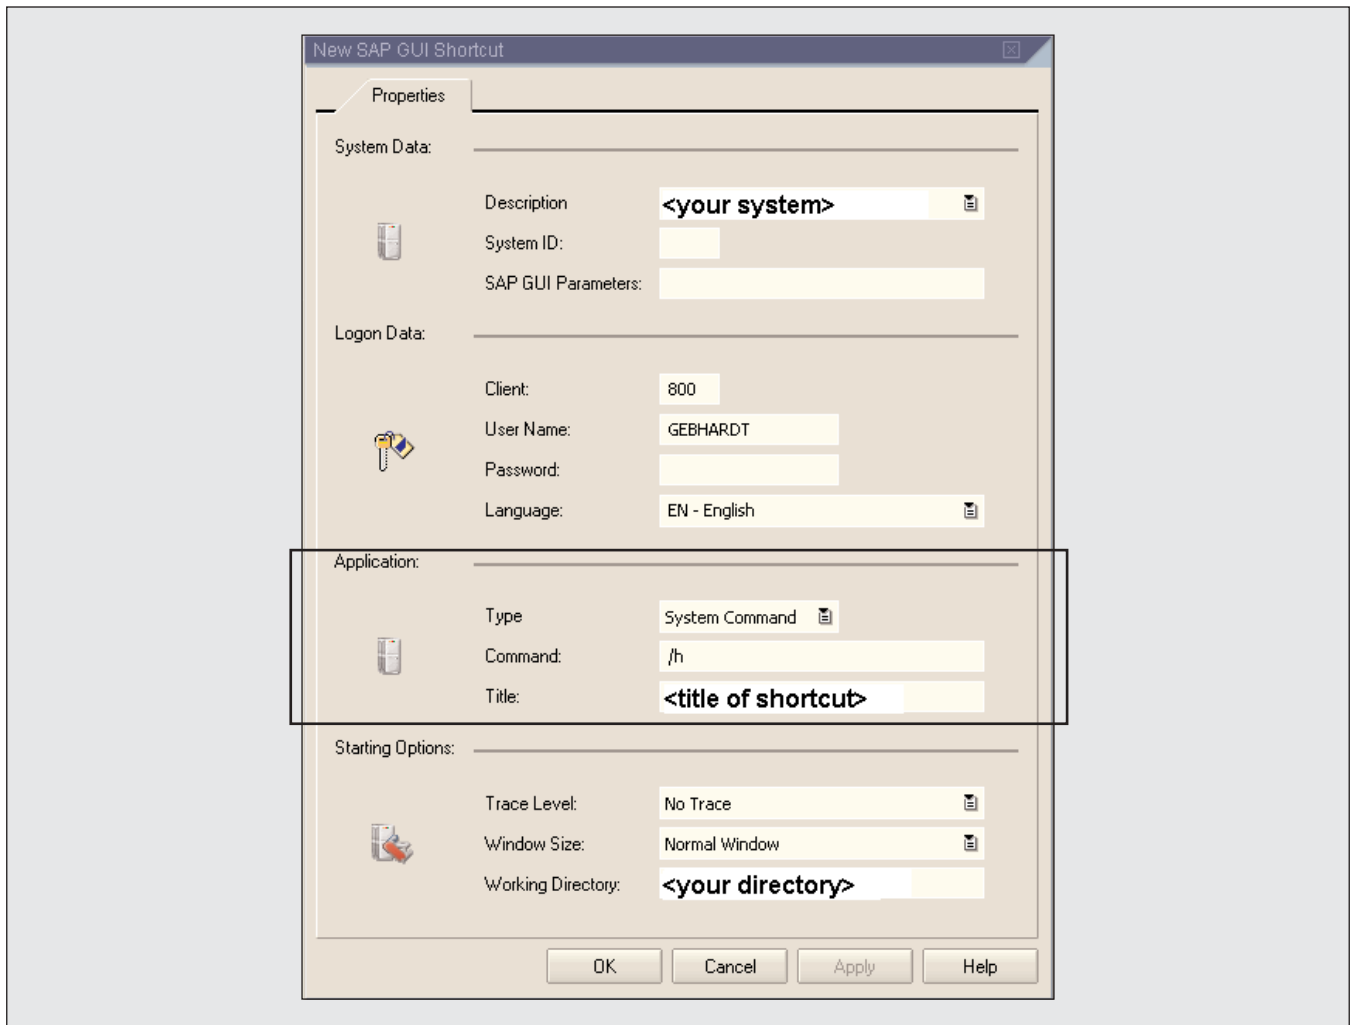 New SAP GUI Shortcut
Properties
System Data:
Description <your system>
System ID:
SAP GUI Parameters:
Logon Data:
Client: 800
User Name: GEBHARDT
Password:
Language: EN - English
Application:
Type System Command
Command: /h
Title: <title of shortcut>
Starting Options:
Trace Level: No Trace
Window Size: Normal Window
Working Directory: <your directory>
OK Cancel Apply Help